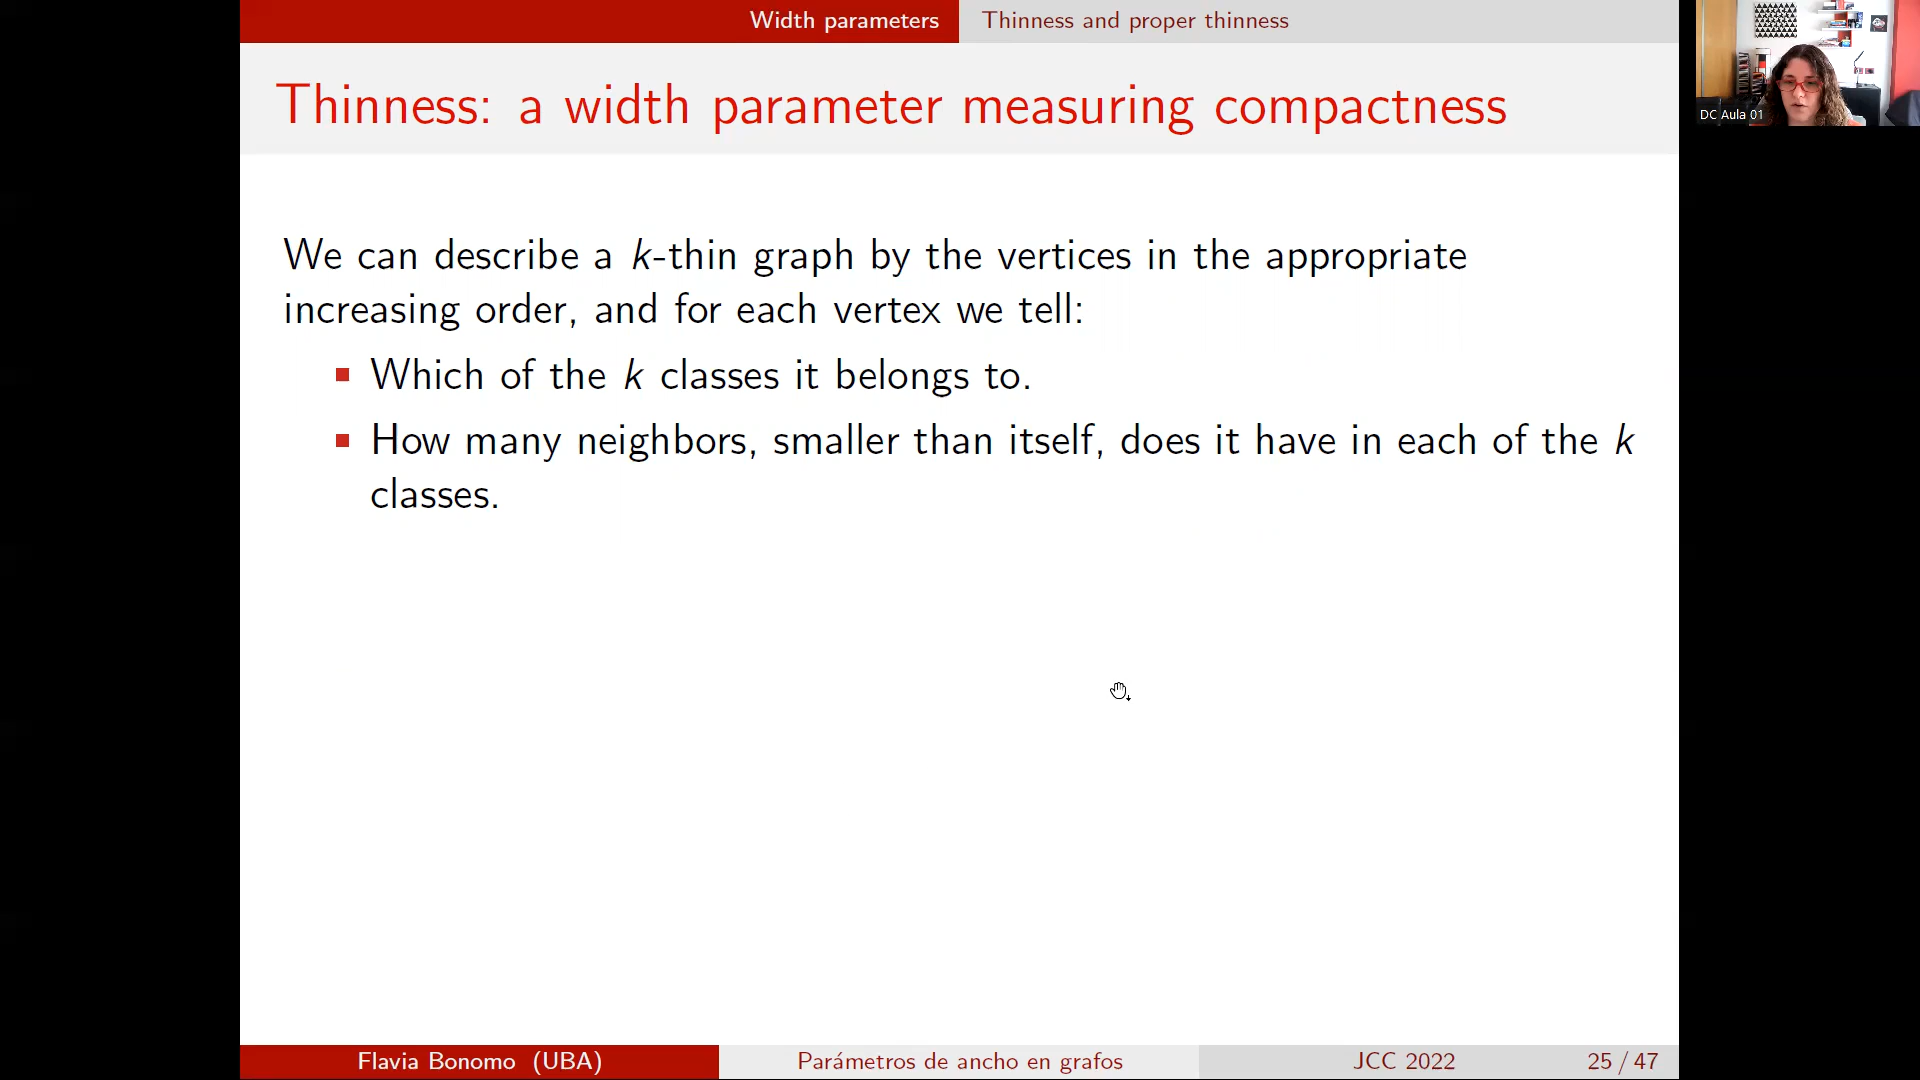 Width parameters
Thinness and proper thinness
Thinness: a width parameter measuring compactness
DC Aula 01
We can describe a k-thin graph by the vertices in the appropriate
increasing order, and for each vertex we tell:
Which of the k classes it belongs to.
How many neighbors, smaller than itself, does it have in each of the k
classes.
Flavia Bonomo (UBA)
Parámetros de ancho en grafos
JCC 2022
25 / 47